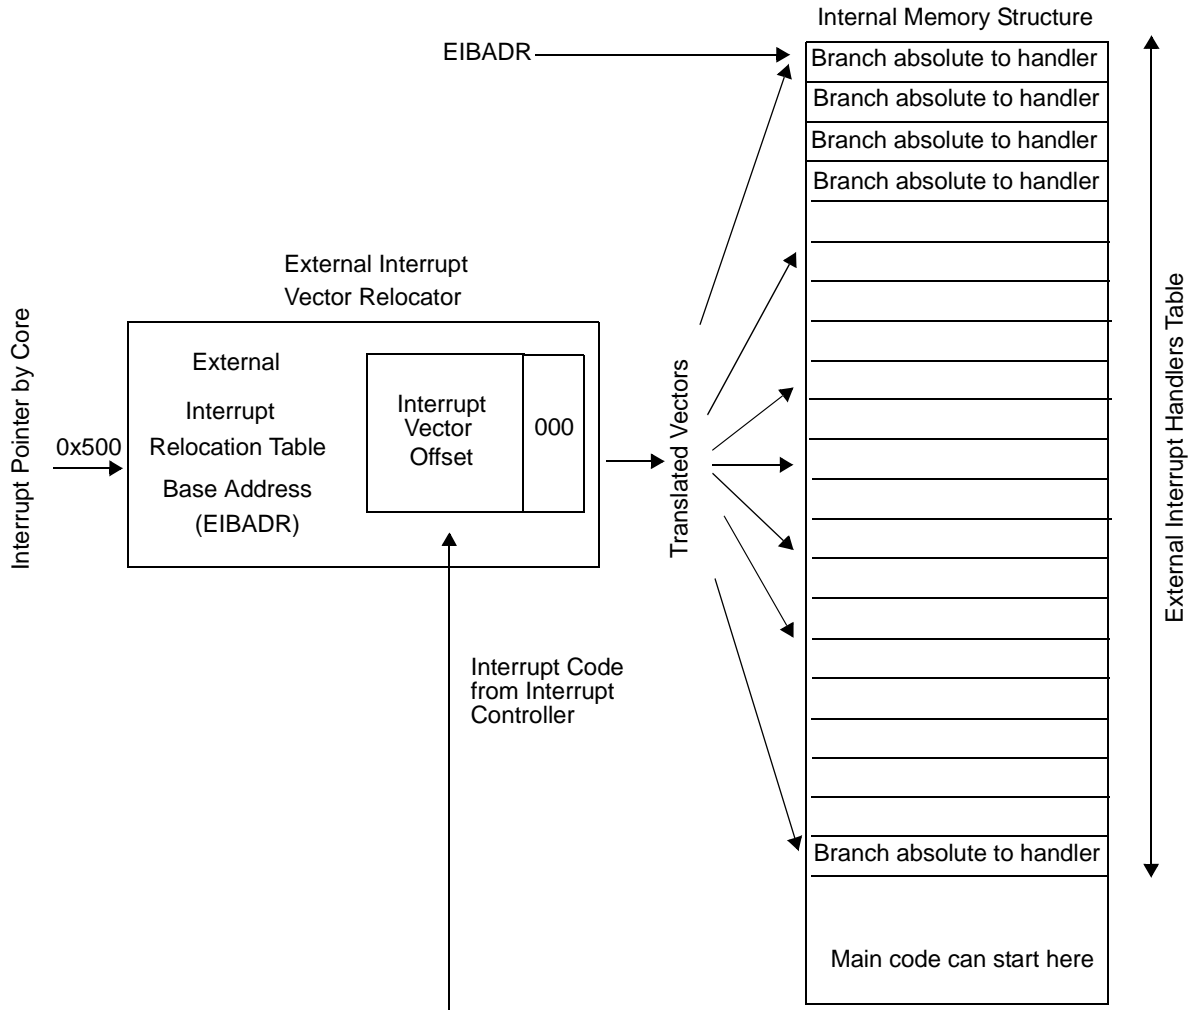 Internal Memory Structure
EIBADR
Branch absolute to handler
Branch absolute to handler
Branch absolute to handler
Branch absolute to handler
External Interrupt
Vector Relocator
Interrupt Pointer by Core
0x500
External
Interrupt
Relocation Table
Base Address
(EIBADR)
Interrupt
Vector
Offset
000
Translated Vectors
External Interrupt Handlers Table
Interrupt Code
from Interrupt
Controller
Branch absolute to handler
Main code can start here